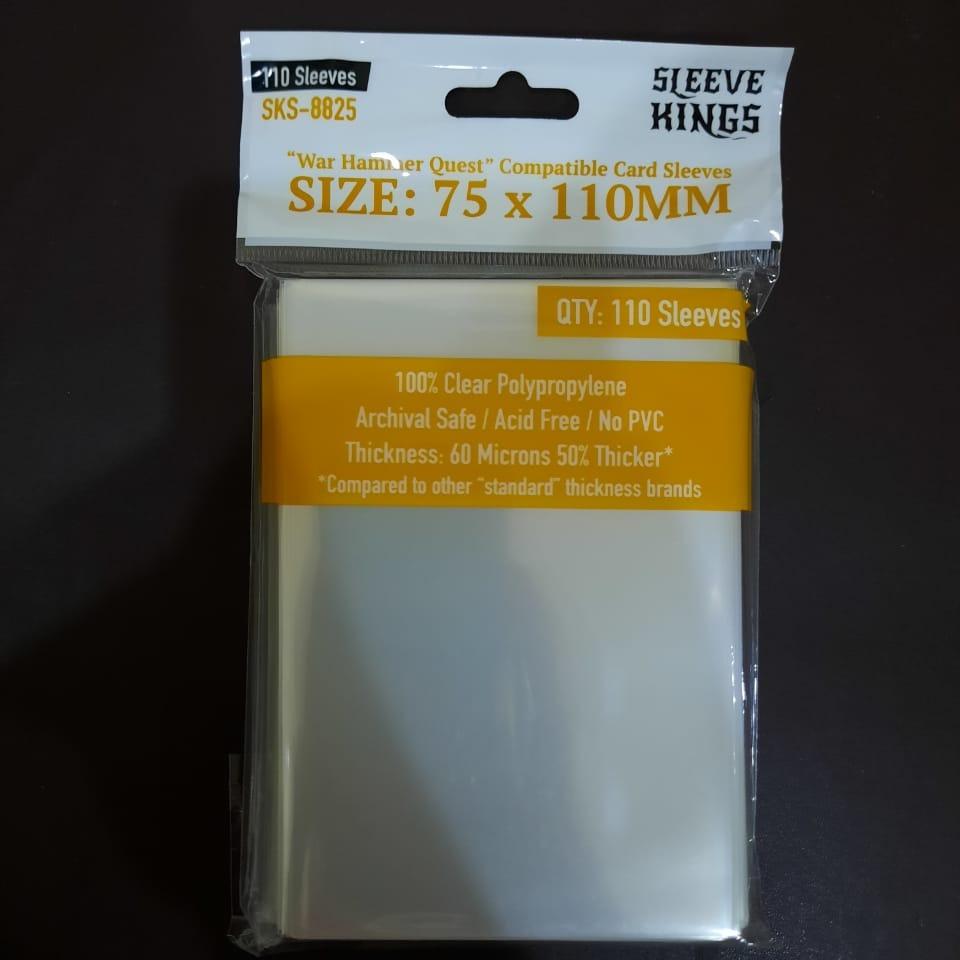 110 Sleeves
SKS-8825
SLEEVE
KINGS
“War Hammer Quest” Compatible Card Sleeves
SIZE: 75 x 110MM
QTY: 110 Sleeves
100% Clear Polypropylene
Archival Safe / Acid Free / No PVC
Thickness: 60 Microns 50% Thicker*
*Compared to other “standard” thickness brands